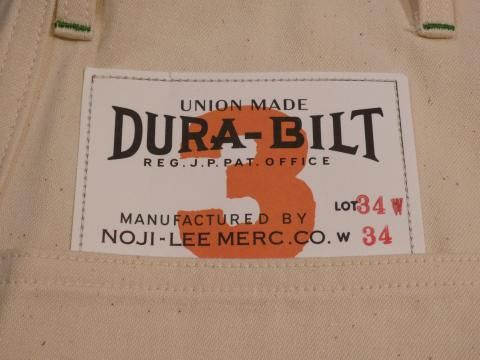 UNION MADE
DURA-BILT
REG.J.P.PAT.OFFICE
3
MANUFACTURED BY LOT 34 W
NOJI-LEE MERC.CO. W 34